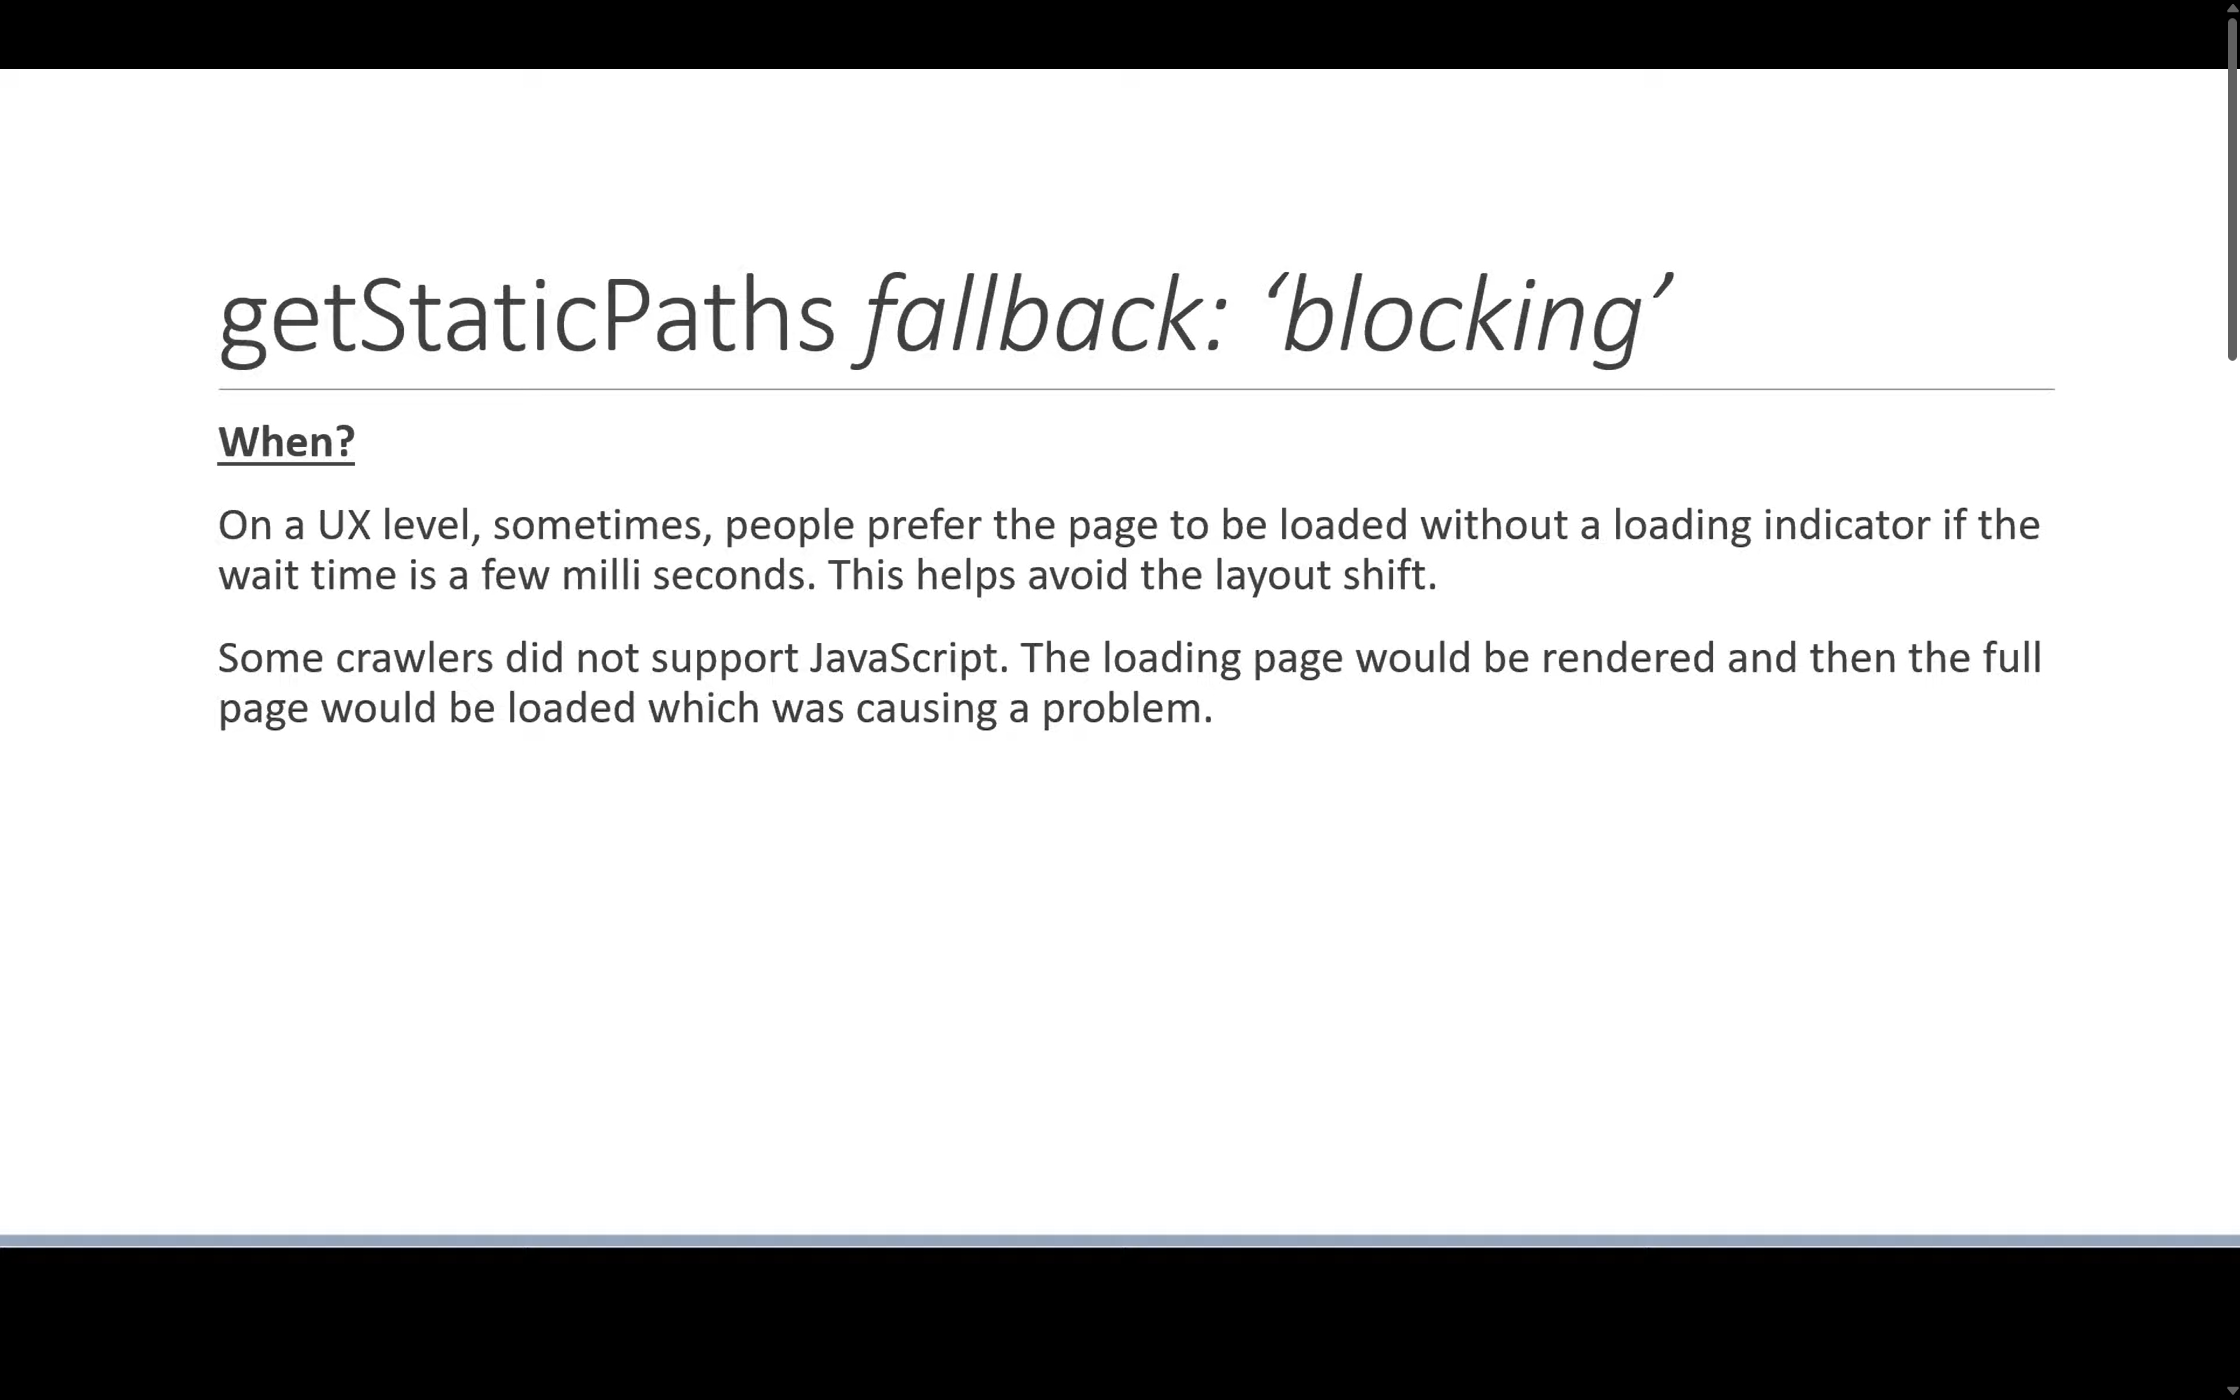 getStaticPaths fallback: ‘blocking’
When?
On a UX level, sometimes, people prefer the page to be loaded without a loading indicator if the
wait time is a few milli seconds. This helps avoid the layout shift.
Some crawlers did not support JavaScript. The loading page would be rendered and then the full
page would be loaded which was causing a problem.